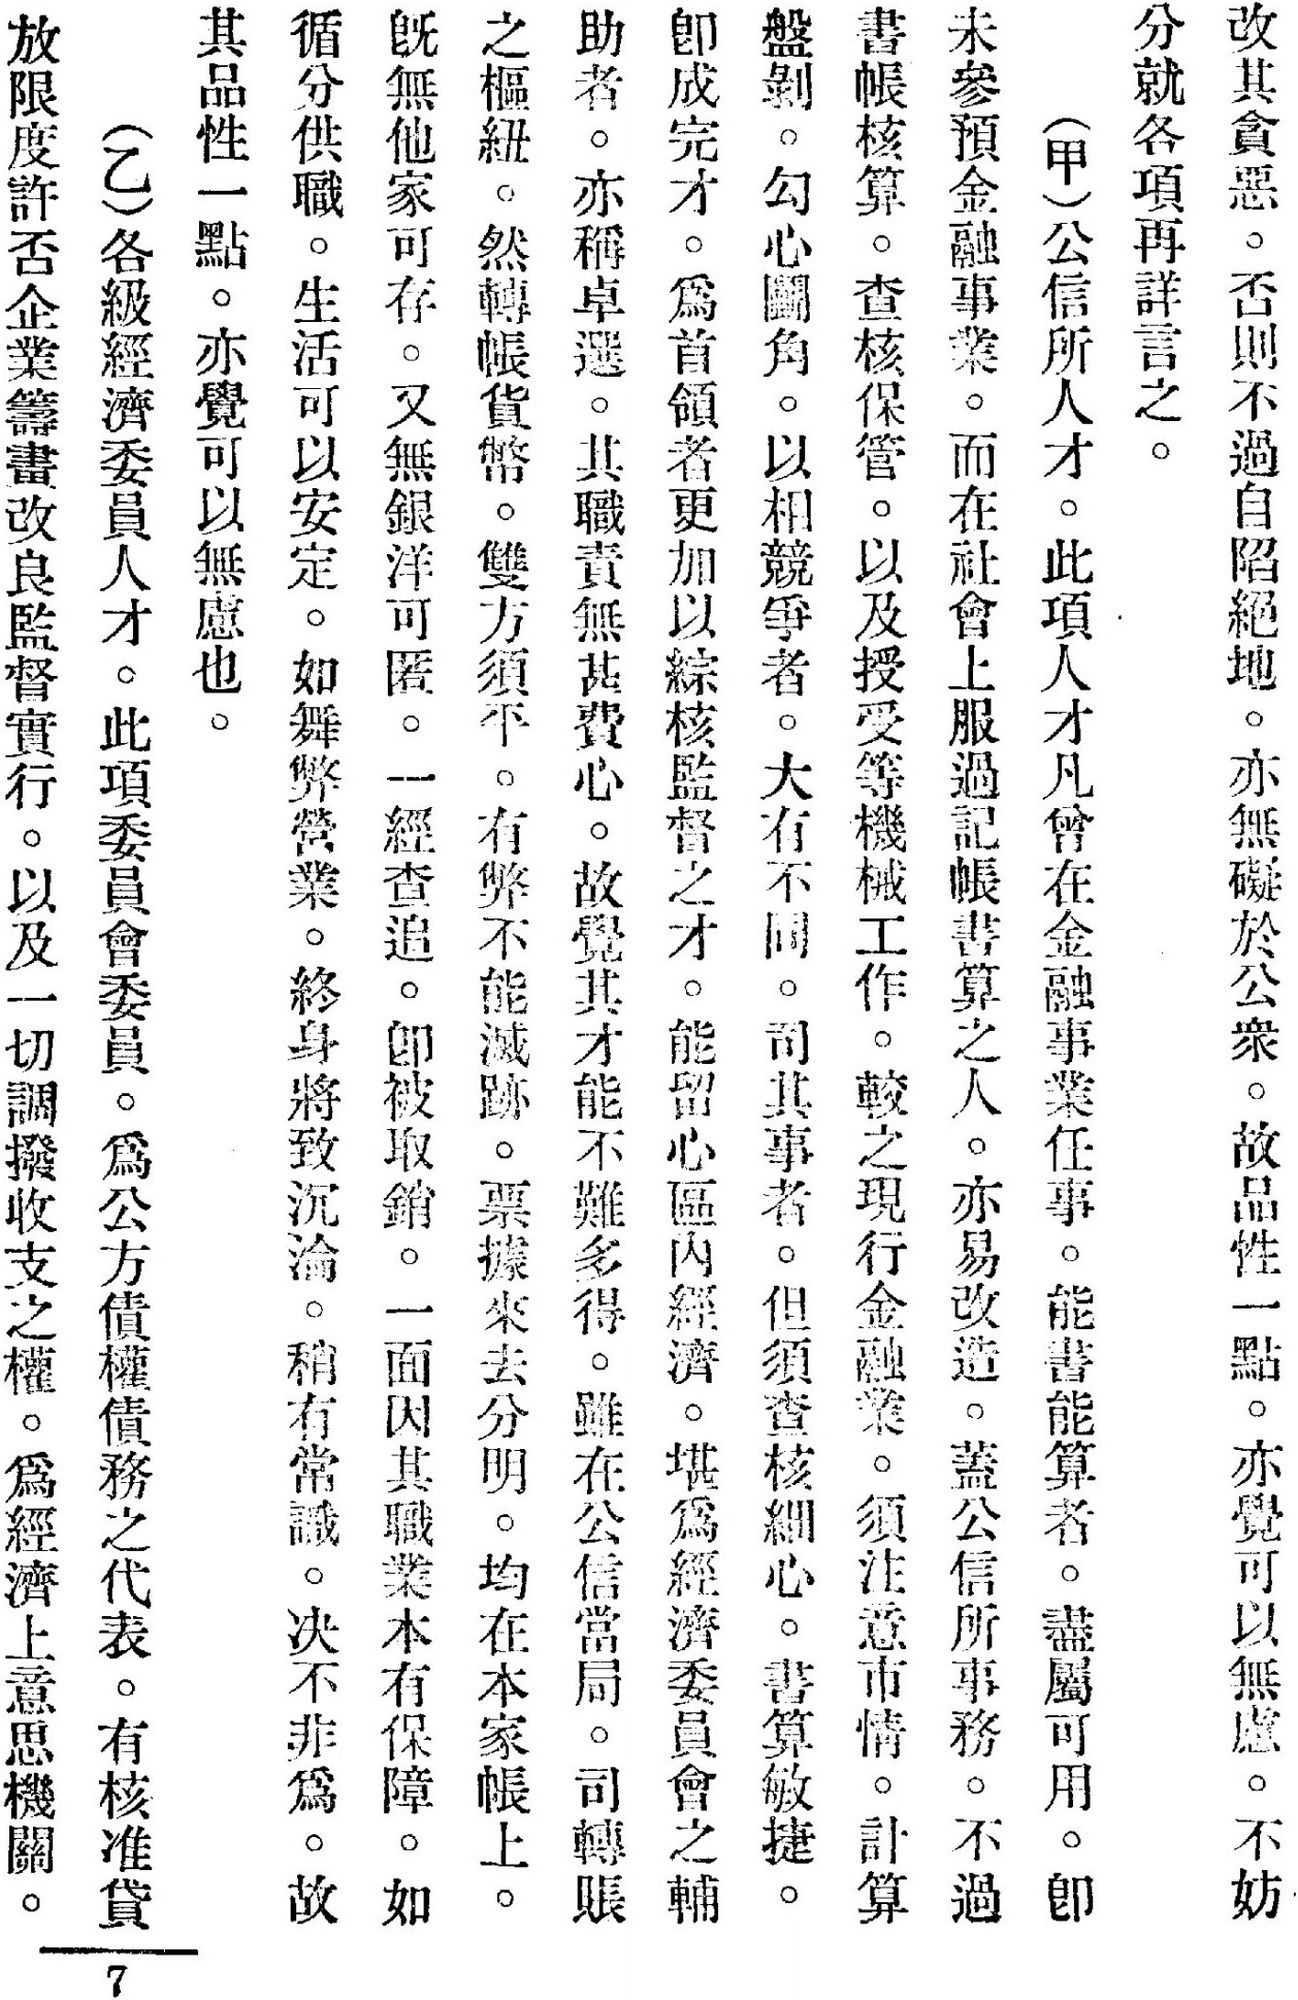 改其貪惡。否則不過自陷絕地。亦無礙於公衆。故品性一點。亦覺可以無慮。不妨
分就各項再詳言之。
（甲）公信所人才。此項人才凡曾在金融事業任事。能書能算者。盡屬可用。卽
未參預金融事業。而在社會上服過記帳書算之人。亦易改造。蓋公信所事務。不過
書帳核算。查核保管。以及授受等機械工作。較之現行金融業。須注意市情。計算
盤剝。勾心鬭角。以相競爭者。大有不同。司其事者。但須查核細心。書算敏捷。
卽成完才。爲首領者更加以綜核監督之才。能留心區內經濟。堪爲經濟委員會之輔
助者。亦稱卓選。其職責無甚費心。故覺其才能不難多得。雖在公信當局。司轉賬
之樞紐。然轉帳貨幣。雙方須平。有弊不能滅跡。票據來去分明。均在本家帳上。
旣無他家可存。又無銀洋可匿。一經查追。卽被取銷。一面因其職業本有保障。如
循分供職。生活可以安定。如舞弊營業。終身將致沉淪。稍有常識。决不非爲。故
其品性一點。亦覺可以無慮也。
（乙）各級經濟委員人才。此項委員會委員。爲公方債權債務之代表。有核准貸
放限度許否企業籌畫改良監督實行。以及一切調撥收支之權。爲經濟上意思機關。
7